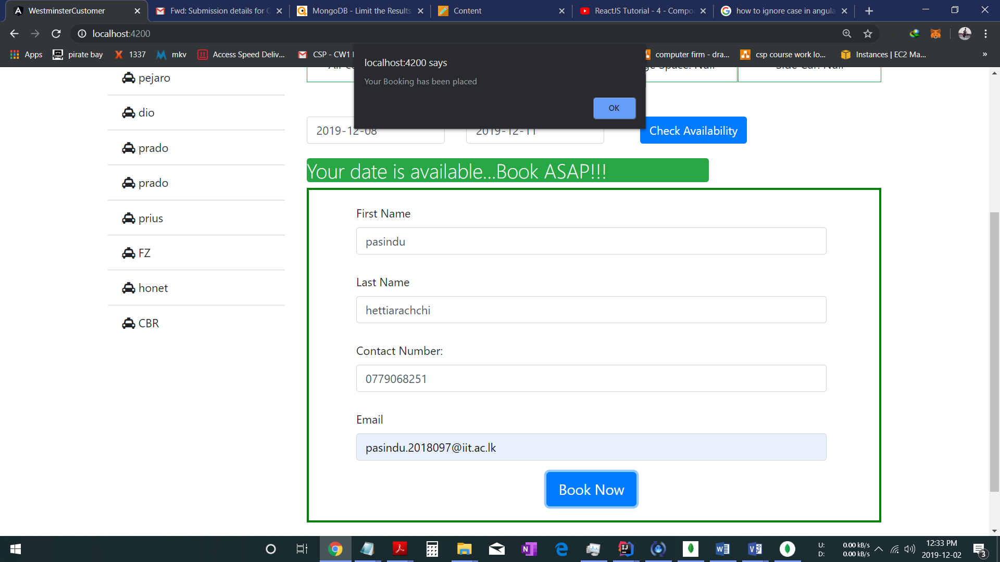 WestminsterCustomer
Fwd: Submission details for C
MongoDB - Limit the Results
Content
ReactJS Tutorial - 4 - Compo
how to ignore case in angula
localhost:4200
Apps
pirate bay
1337
mkv
Access Speed Deliv...
CSP - CW1
computer firm - dra...
csp course work lo...
Instances | EC2 Ma...
»
localhost:4200 says
Your Booking has been placed
OK
Space: Null
Side Car: Null
pejaro
dio
prado
prado
prius
FZ
honet
CBR
2019-12-08
2019-12-11
Check Availability
Your date is available...Book ASAP!!!
First Name
pasindu
Last Name
hettiarachchi
Contact Number:
0779068251
Email
pasindu.2018097@iit.ac.lk
Book Now
U: 0.00 kB/s
D: 0.00 kB/s
12:33 PM
2019-12-02
3